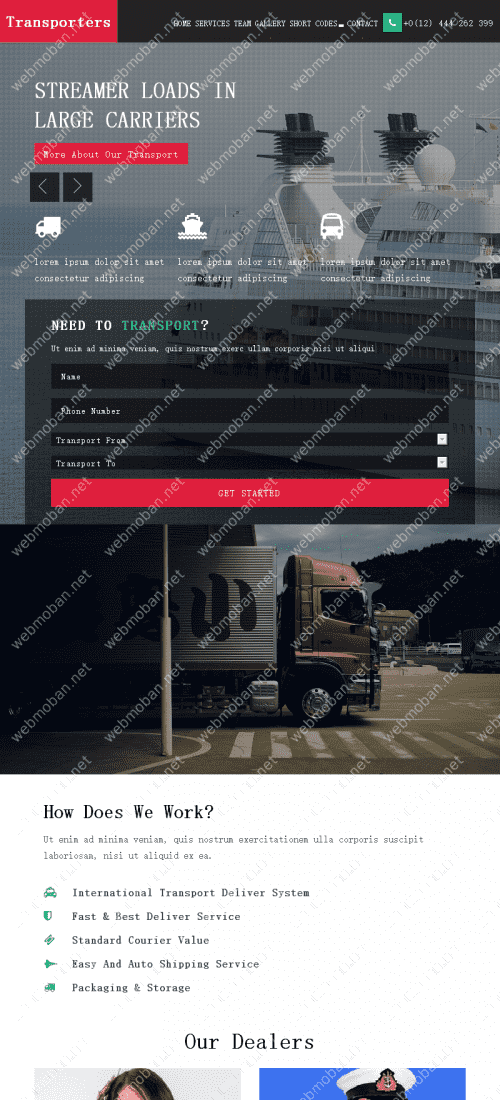 Transporters
HOME SERVICES TEAM GALLERY SHORT CODES CONTACT +0(12) 444 262 399
STREAMER LOADS IN
LARGE CARRIERS
More About Our Transport
lorem ipsum dolor sit amet
consectetur adipiscing
lorem ipsum dolor sit amet
consectetur adipiscing
lorem ipsum dolor sit amet
consectetur adipiscing
NEED TO TRANSPORT?
Ut enim ad minima veniam, quis nostrum exerc ullam corporis nisi ut aliqui
Name
Phone Number
Transport From
Transport To
GET STARTED
How Does We Work?
Ut enim ad minima veniam, quis nostrum exercitationem ulla corporis suscipit
laboriosam, nisi ut aliquid ex ea.
International Transport Deliver System
Fast & Best Deliver Service
Standard Courier Value
Easy And Auto Shipping Service
Packaging & Storage
Our Dealers
webmoban.net